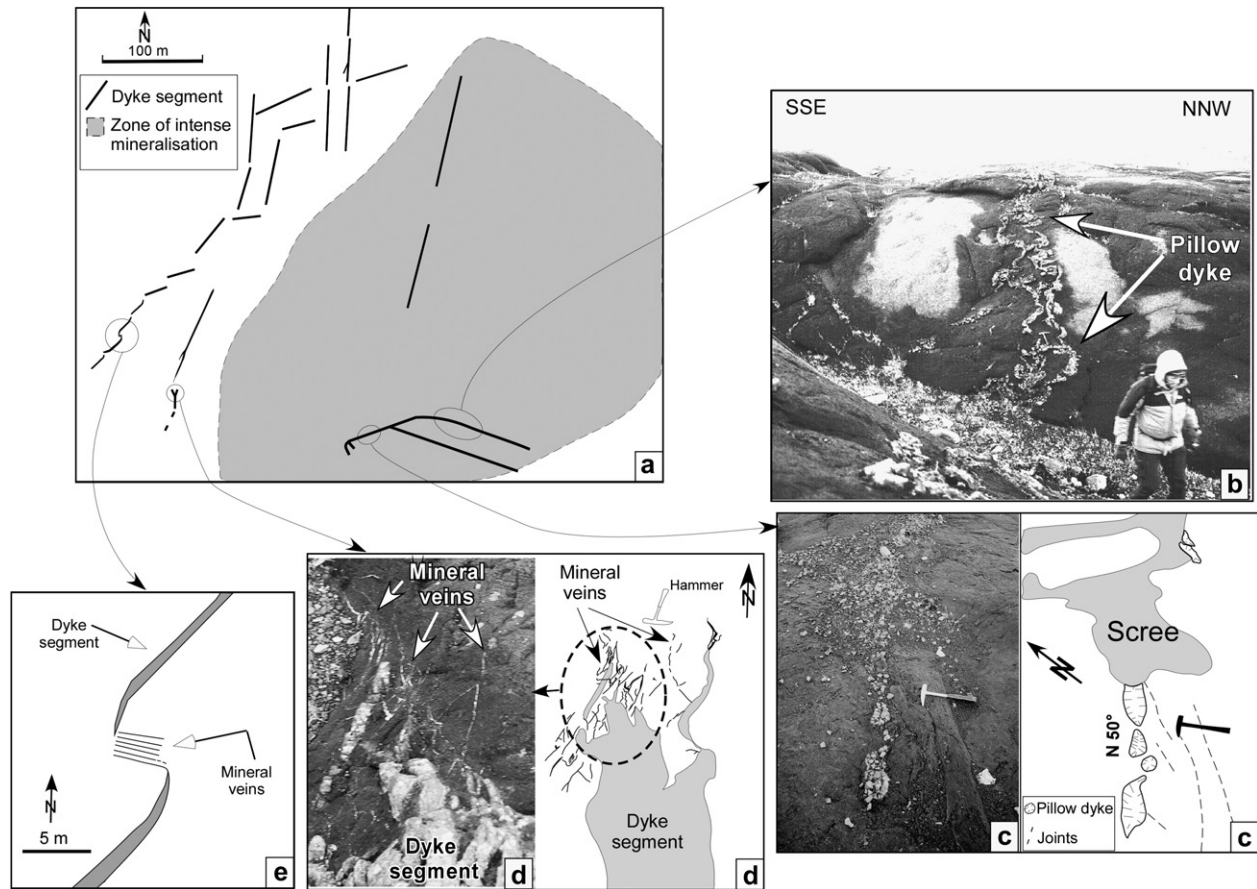 N
100 m
Dyke segment
Zone of intense
mineralisation
a
SSE
NNW
Pillow
dyke
b
Dyke
segment
Mineral
veins
N
5 m
e
Mineral
veins
Dyke
segment
d
Mineral
veins
Hammer
N
Dyke
segment
d
c
Scree
N
N 50°
Pillow dyke
Joints
c